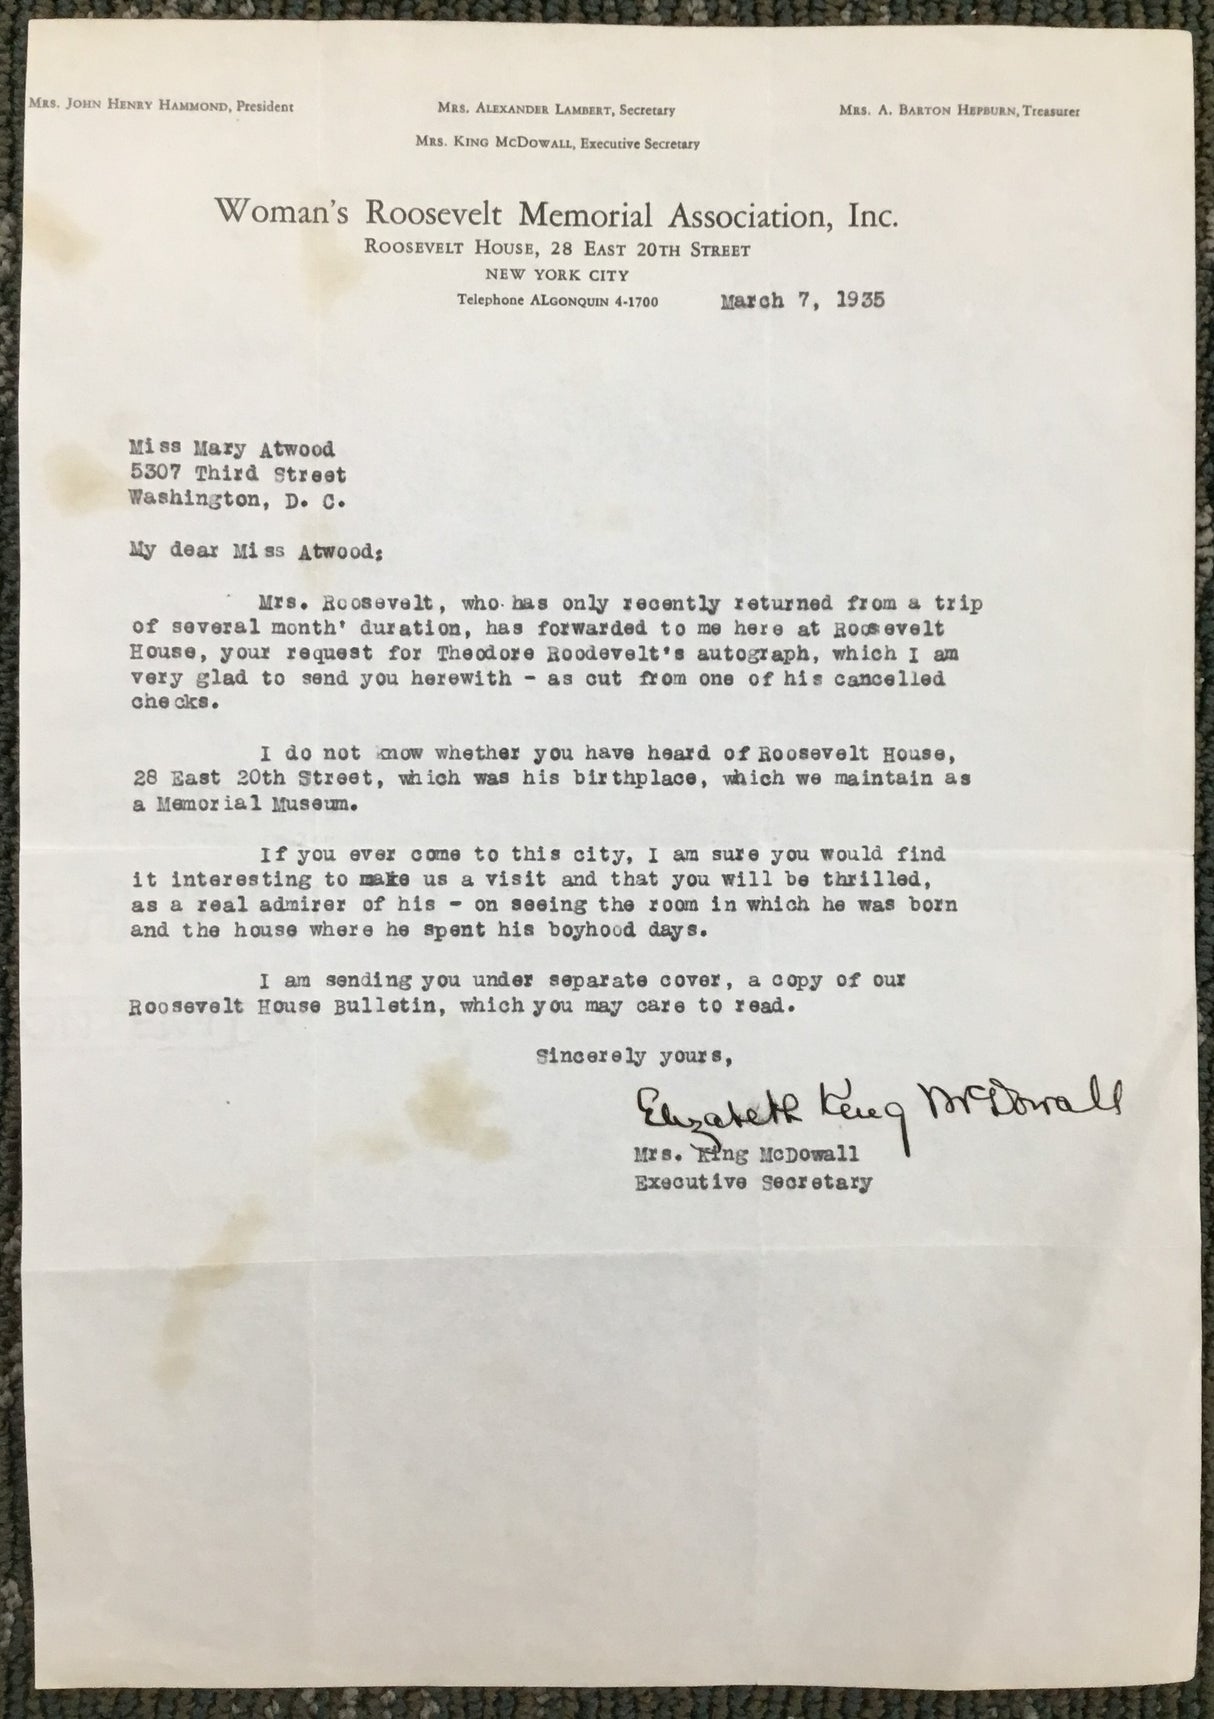 Mrs. John Henry Hammond, President
Mrs. Alexander Lambert, Secretary
Mrs. A. Barton Hepburn, Treasurer
Mrs. King McDowall, Executive Secretary
Woman's Roosevelt Memorial Association, Inc.
Roosevelt House, 28 East 20th Street
NEW YORK CITY
Telephone ALgonquin 4-1700 March 7, 1935
Miss Mary Atwood
5307 Third Street
Washington, D. C.
My dear Miss Atwood;
Mrs. Roosevelt, who has only recently returned from a trip
of several month' duration, has forwarded to me here at Roosevelt
House, your request for Theodore Roodevelt's autograph, which I am
very glad to send you herewith - as cut from one of his cancelled
checks.
I do not know whether you have heard of Roosevelt House,
28 East 20th Street, which was his birthplace, which we maintain as
a Memorial Museum.
If you ever come to this city, I am sure you would find
it interesting to make us a visit and that you will be thrilled,
as a real admirer of his - on seeing the room in which he was born
and the house where he spent his boyhood days.
I am sending you under separate cover, a copy of our
Roosevelt House Bulletin, which you may care to read.
Sincerely yours,
Elizabeth King McDowall
Mrs. King McDowall
Executive Secretary